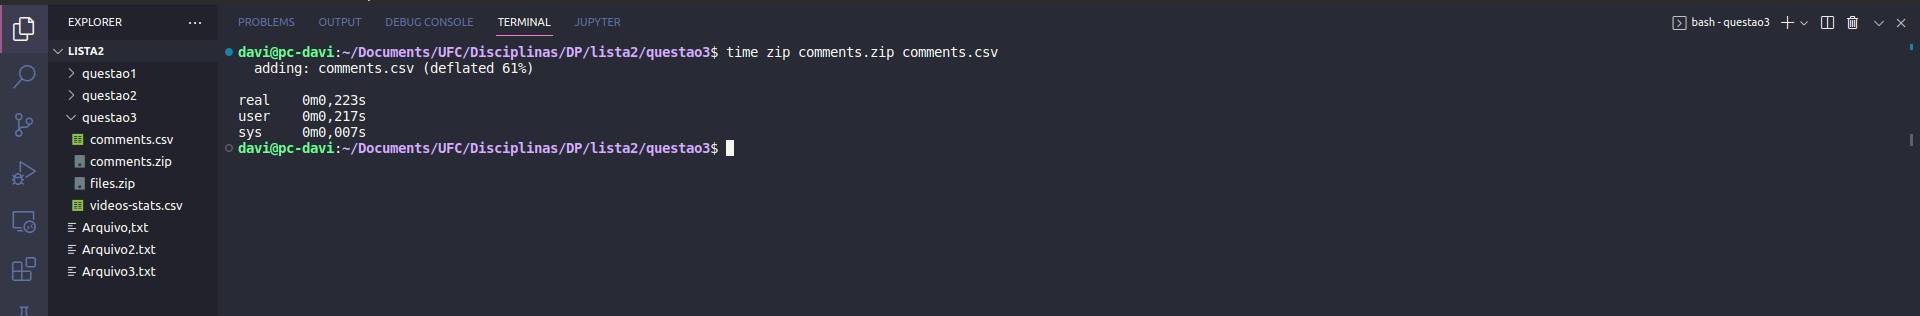 EXPLORER
LISTA2
questao1
questao2
questao3
comments.csv
comments.zip
files.zip
videos-stats.csv
Arquivo,txt
Arquivo2.txt
Arquivo3.txt
PROBLEMS OUTPUT DEBUG CONSOLE TERMINAL JUPYTER
bash - questao3
davi@pc-davi:~/Documents/UFC/Disciplinas/DP/lista2/questao3$ time zip comments.zip comments.csv
adding: comments.csv (deflated 61%)
real 0m0,223s
user 0m0,217s
sys 0m0,007s
davi@pc-davi:~/Documents/UFC/Disciplinas/DP/lista2/questao3$